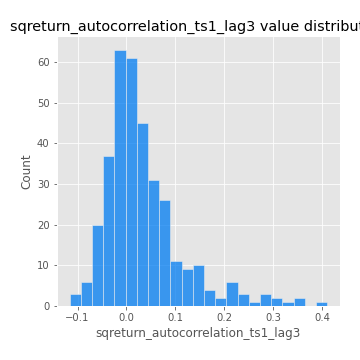 sqreturn_autocorrelation_ts1_lag3 value distribut
60
50
40
30
20
10
0
Count
−0.1 0.0 0.1 0.2 0.3 0.4
sqreturn_autocorrelation_ts1_lag3